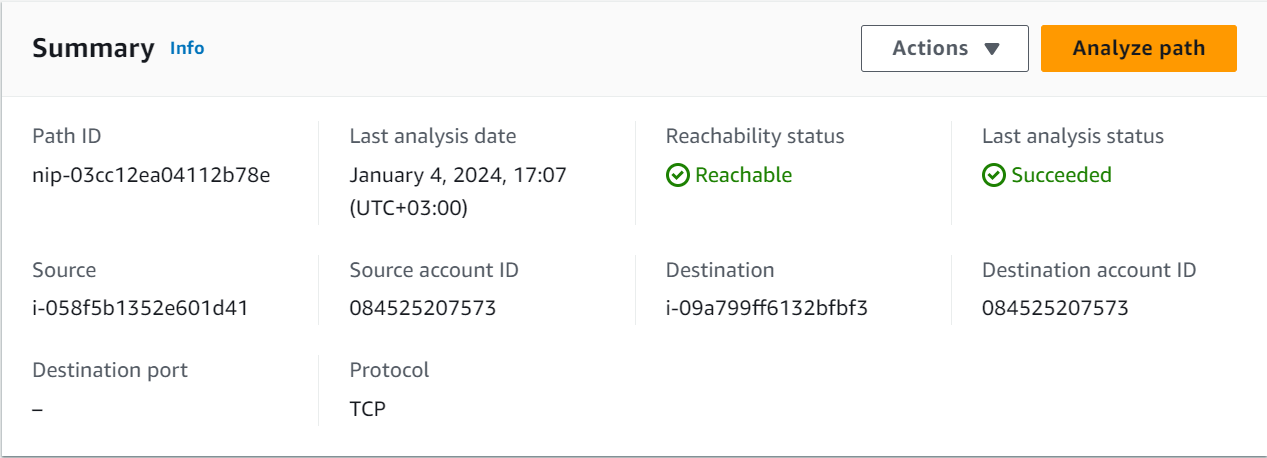 Summary Info
Actions
Analyze path
Path ID
nip-03cc12ea04112b78e
Last analysis date
January 4, 2024, 17:07
(UTC+03:00)
Reachability status
Reachable
Last analysis status
Succeeded
Source
i-058f5b1352e601d41
Source account ID
084525207573
Destination
i-09a799ff6132bfbf3
Destination account ID
084525207573
Destination port
–
Protocol
TCP